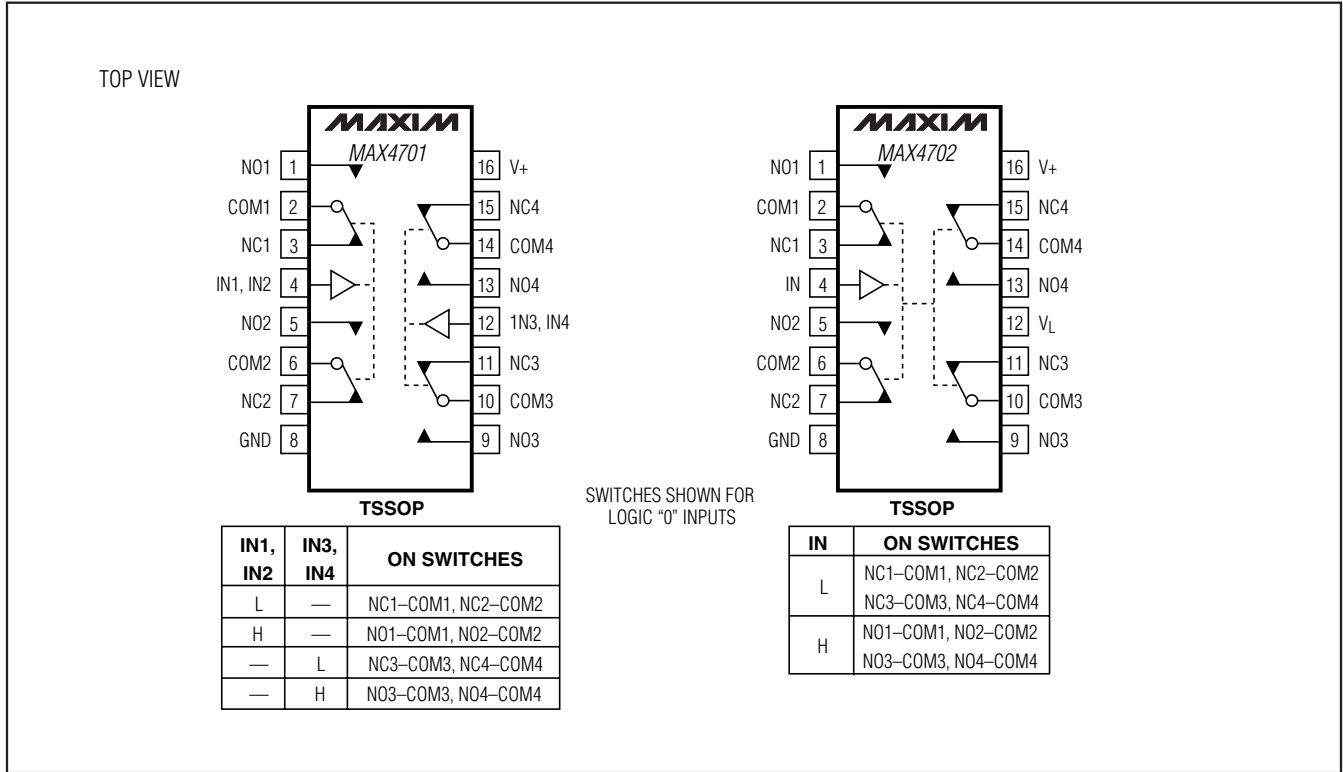 TOP VIEW
MAXIM
MAX4701
NO1 1
COM1 2
NC1 3
IN1, IN2 4
NO2 5
COM2 6
NC2 7
GND 8
16 V+
15 NC4
14 COM4
13 NO4
12 1N3, IN4
11 NC3
10 COM3
9 NO3
TSSOP
IN1, IN2 IN3, IN4 ON SWITCHES
L — NC1–COM1, NC2–COM2
H — NO1–COM1, NO2–COM2
— L NC3–COM3, NC4–COM4
— H NO3–COM3, NO4–COM4
SWITCHES SHOWN FOR
LOGIC “0” INPUTS
MAXIM
MAX4702
NO1 1
COM1 2
NC1 3
IN 4
NO2 5
COM2 6
NC2 7
GND 8
16 V+
15 NC4
14 COM4
13 NO4
12 VL
11 NC3
10 COM3
9 NO3
TSSOP
IN ON SWITCHES
L NC1–COM1, NC2–COM2
NC3–COM3, NC4–COM4
H NO1–COM1, NO2–COM2
NO3–COM3, NO4–COM4